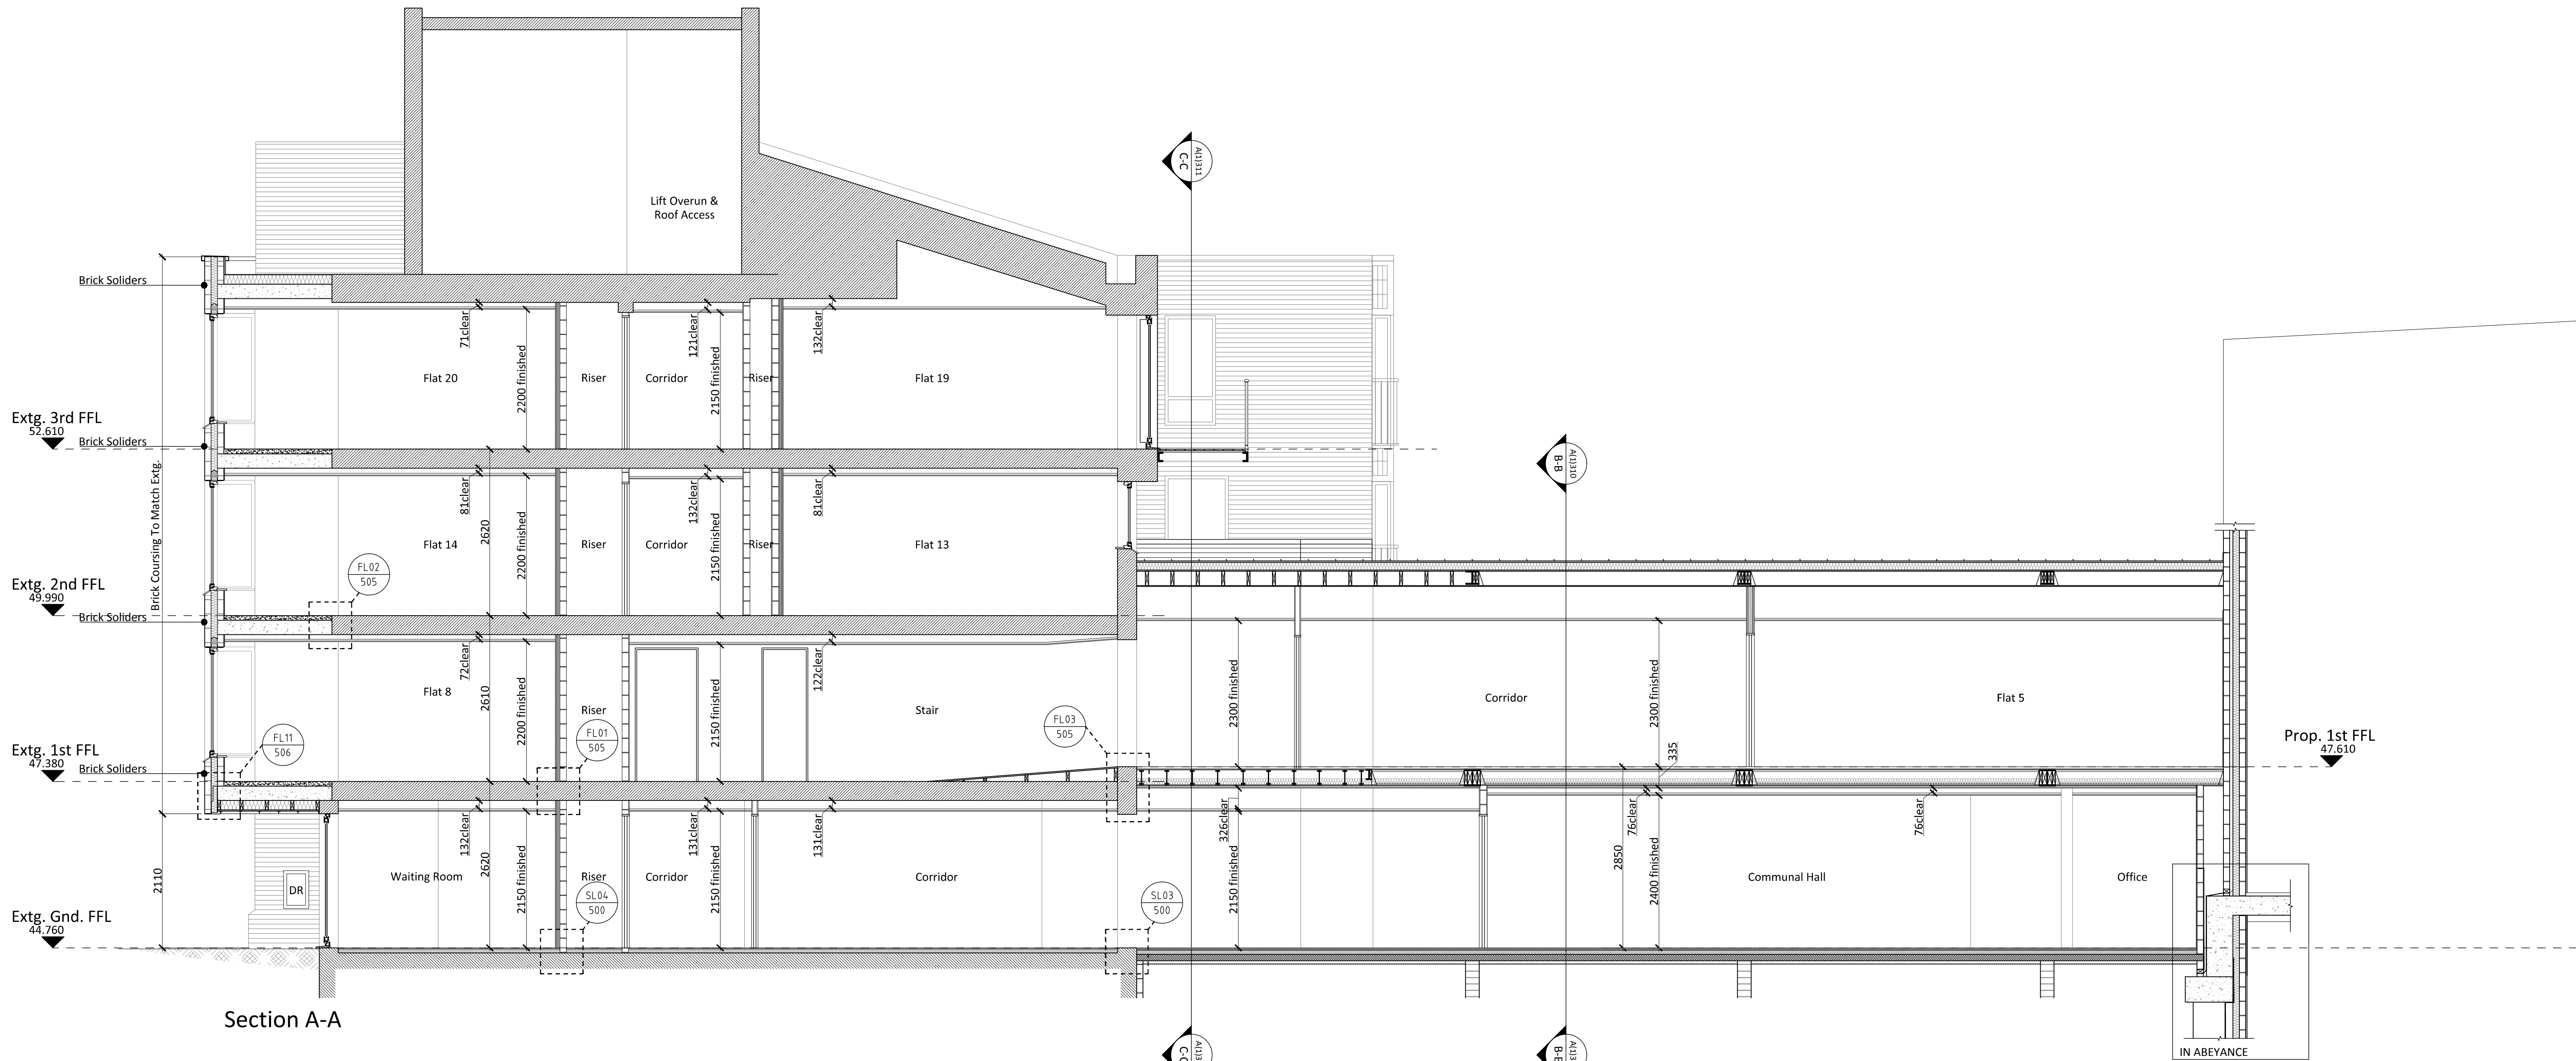 Lift Overun &
Roof Access
A(1)311
C-C
Brick Soliders
71clear
2200 finished
121clear
2150 finished
132clear
Flat 20
Riser
Corridor
Riser
Flat 19
Extg. 3rd FFL
52.610
Brick Soliders
A(1)310
B-B
Brick Coursing To Match Extg.
81clear
2620
2200 finished
132clear
2150 finished
81clear
Flat 14
Riser
Corridor
Riser
Flat 13
FL02
505
Extg. 2nd FFL
49.990
Brick Soliders
72clear
2610
2200 finished
2150 finished
122clear
2300 finished
2300 finished
Flat 8
Riser
Stair
Corridor
Flat 5
FL11
506
FL01
505
FL03
505
Extg. 1st FFL
47.380
Brick Soliders
335
Prop. 1st FFL
47.610
2110
132clear
2620
2150 finished
131clear
2150 finished
131clear
326clear
2150 finished
2850
76clear
2400 finished
76clear
DR
Waiting Room
Riser
Corridor
Corridor
Communal Hall
Office
SL04
500
SL03
500
Extg. Gnd. FFL
44.760
Section A-A
IN ABEYANCE